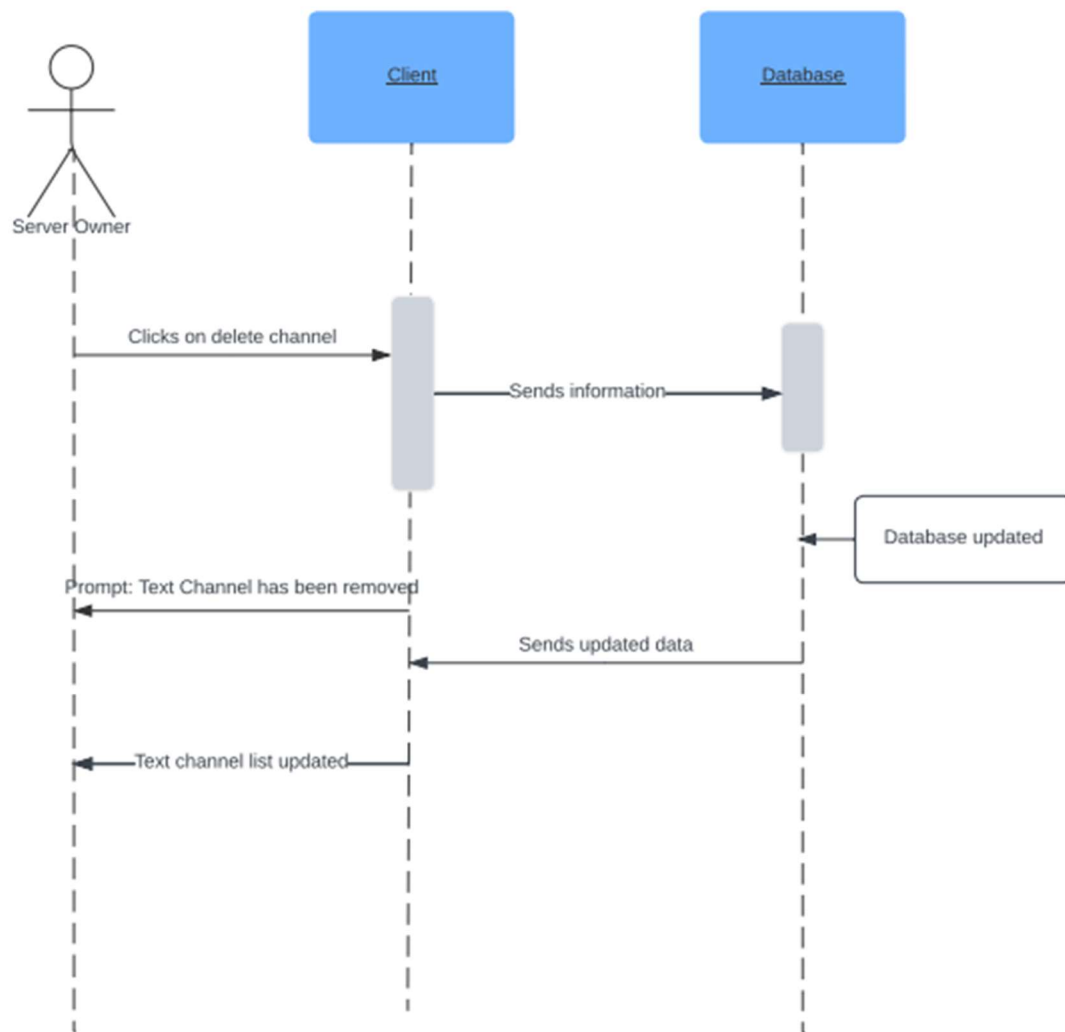 Client
Database
Server Owner
Clicks on delete channel
Sends information
Database updated
Prompt: Text Channel has been removed
Sends updated data
Text channel list updated